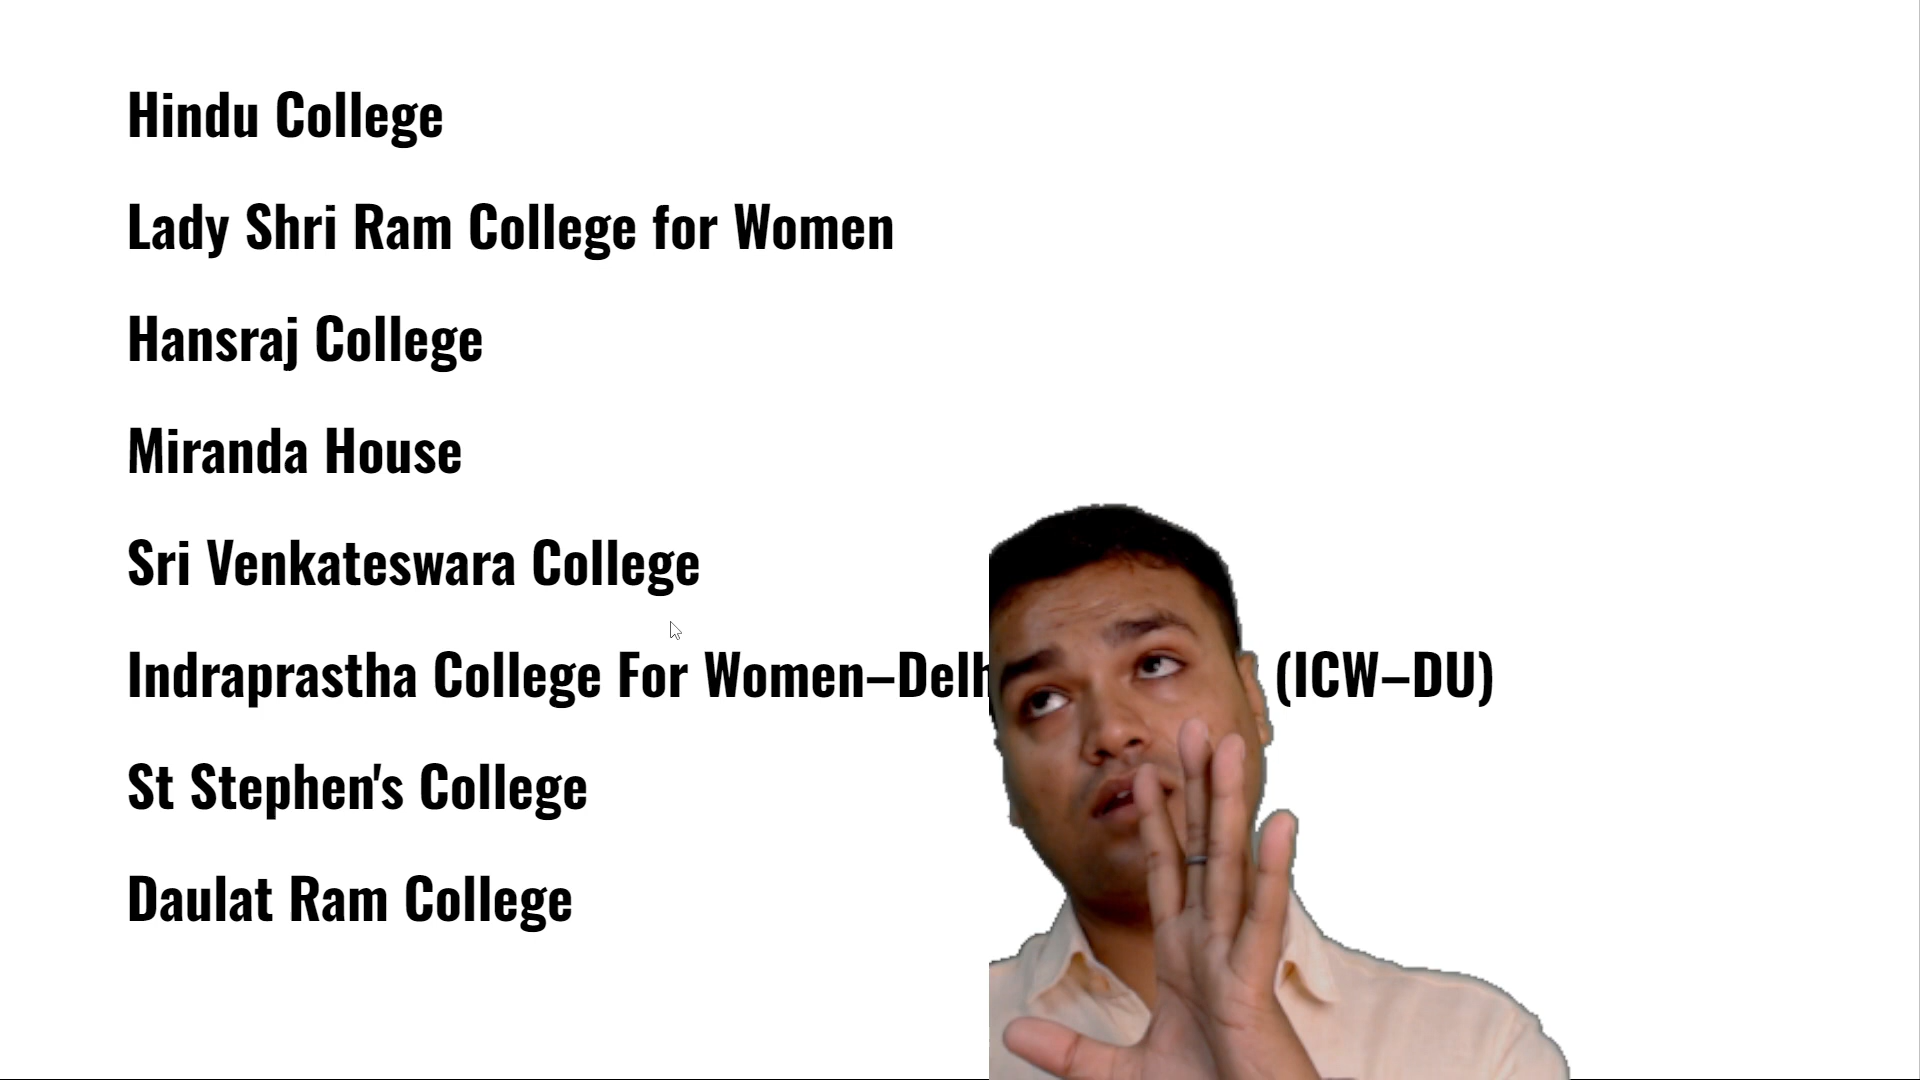 Hindu College
Lady Shri Ram College for Women
Hansraj College
Miranda House
Sri Venkateswara College
Indraprastha College For Women–Delh (ICW–DU)
St Stephen's College
Daulat Ram College